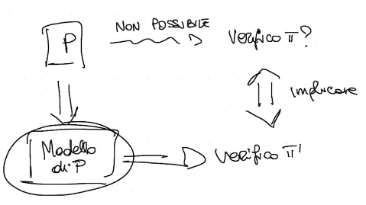 NON POSSIBILE
P
Verifico π?
implicare
Modello
di P
Verifico π'